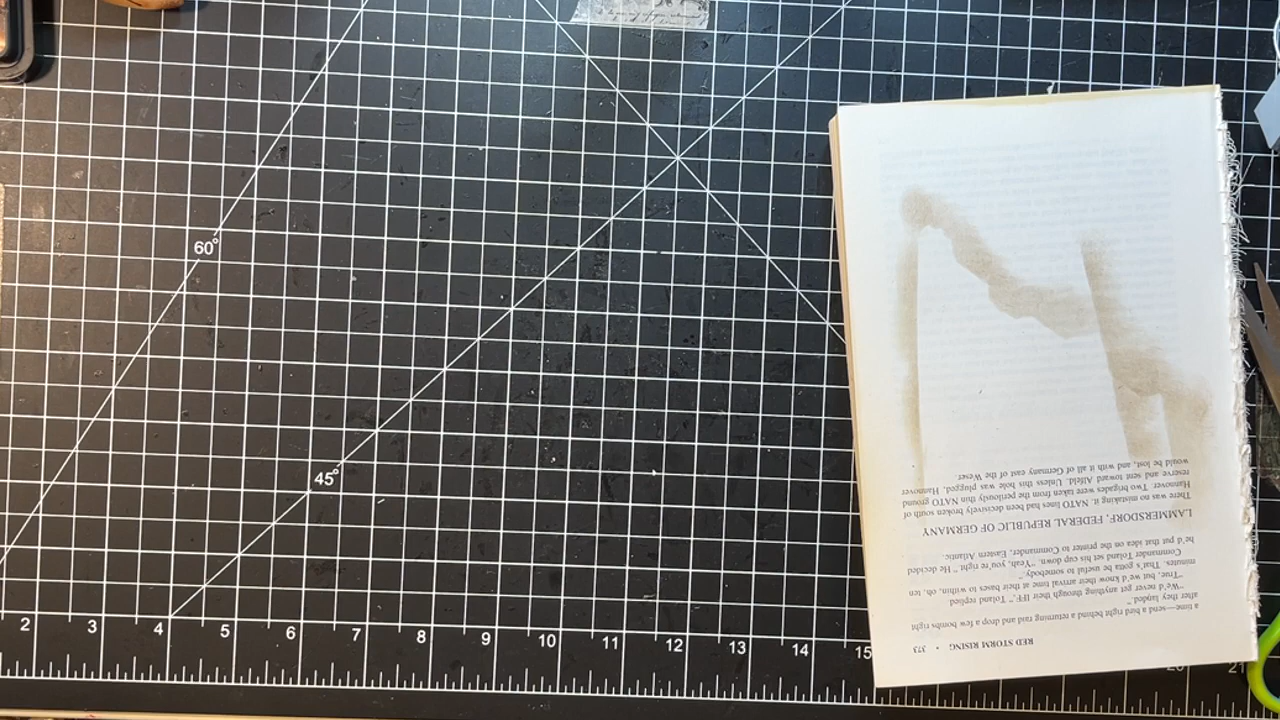 60°
45°
2 3 4 5 6 7 8 9 10 11 12 13 14 15 20 21
RED STORM RISING • 373
a time—send a bird right behind a returning raid and drop a few bombs right
after they landed."
"We'd never get anything through their IFF," Toland replied.
"True, but we'd know their arrival time at their bases to within, oh, ten
minutes. That's gotta be useful to somebody."
Commander Toland set his cup down. "Yeah, you're right." He decided
he'd put that idea on the printer to Commander, Eastern Atlantic.
LAMMERSDORF, FEDERAL REPUBLIC OF GERMANY
There was no mistaking it. NATO lines had been decisively broken south of
Hannover. Two brigades were taken from the perilously thin NATO ground
reserve and sent toward Alfeld. Unless this hole was plugged, Hannover
would be lost, and with it all of Germany east of the Weser.